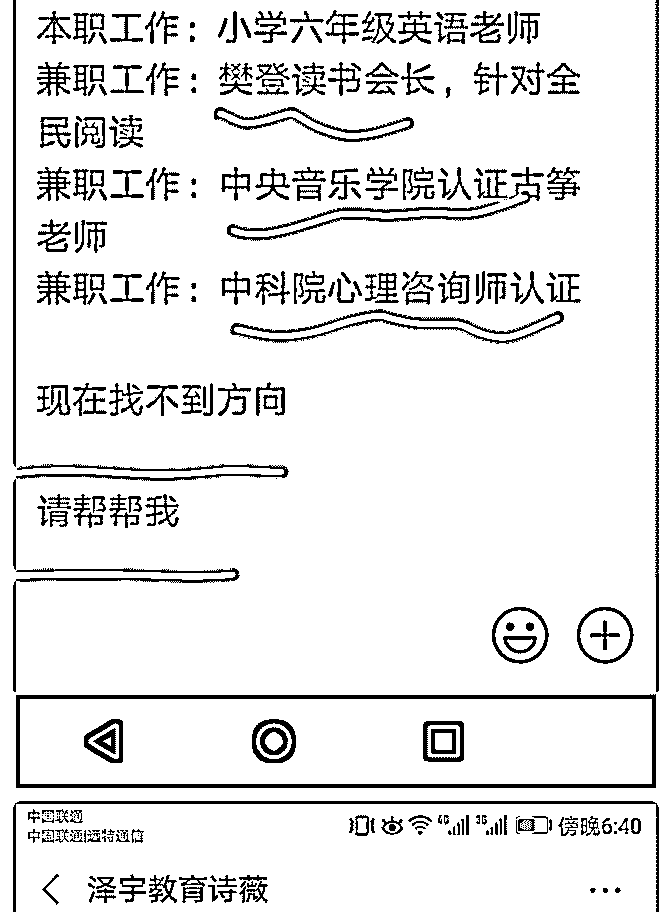 本职工作：小学六年级英语老师
兼职工作：樊登读书会长，针对全
民阅读
兼职工作：中央音乐学院认证古筝
老师
兼职工作：中科院心理咨询师认证
现在找不到方向
请帮帮我
中国联通
中国联通|远特通信
4G 3G 傍晚6:40
泽宇教育诗薇